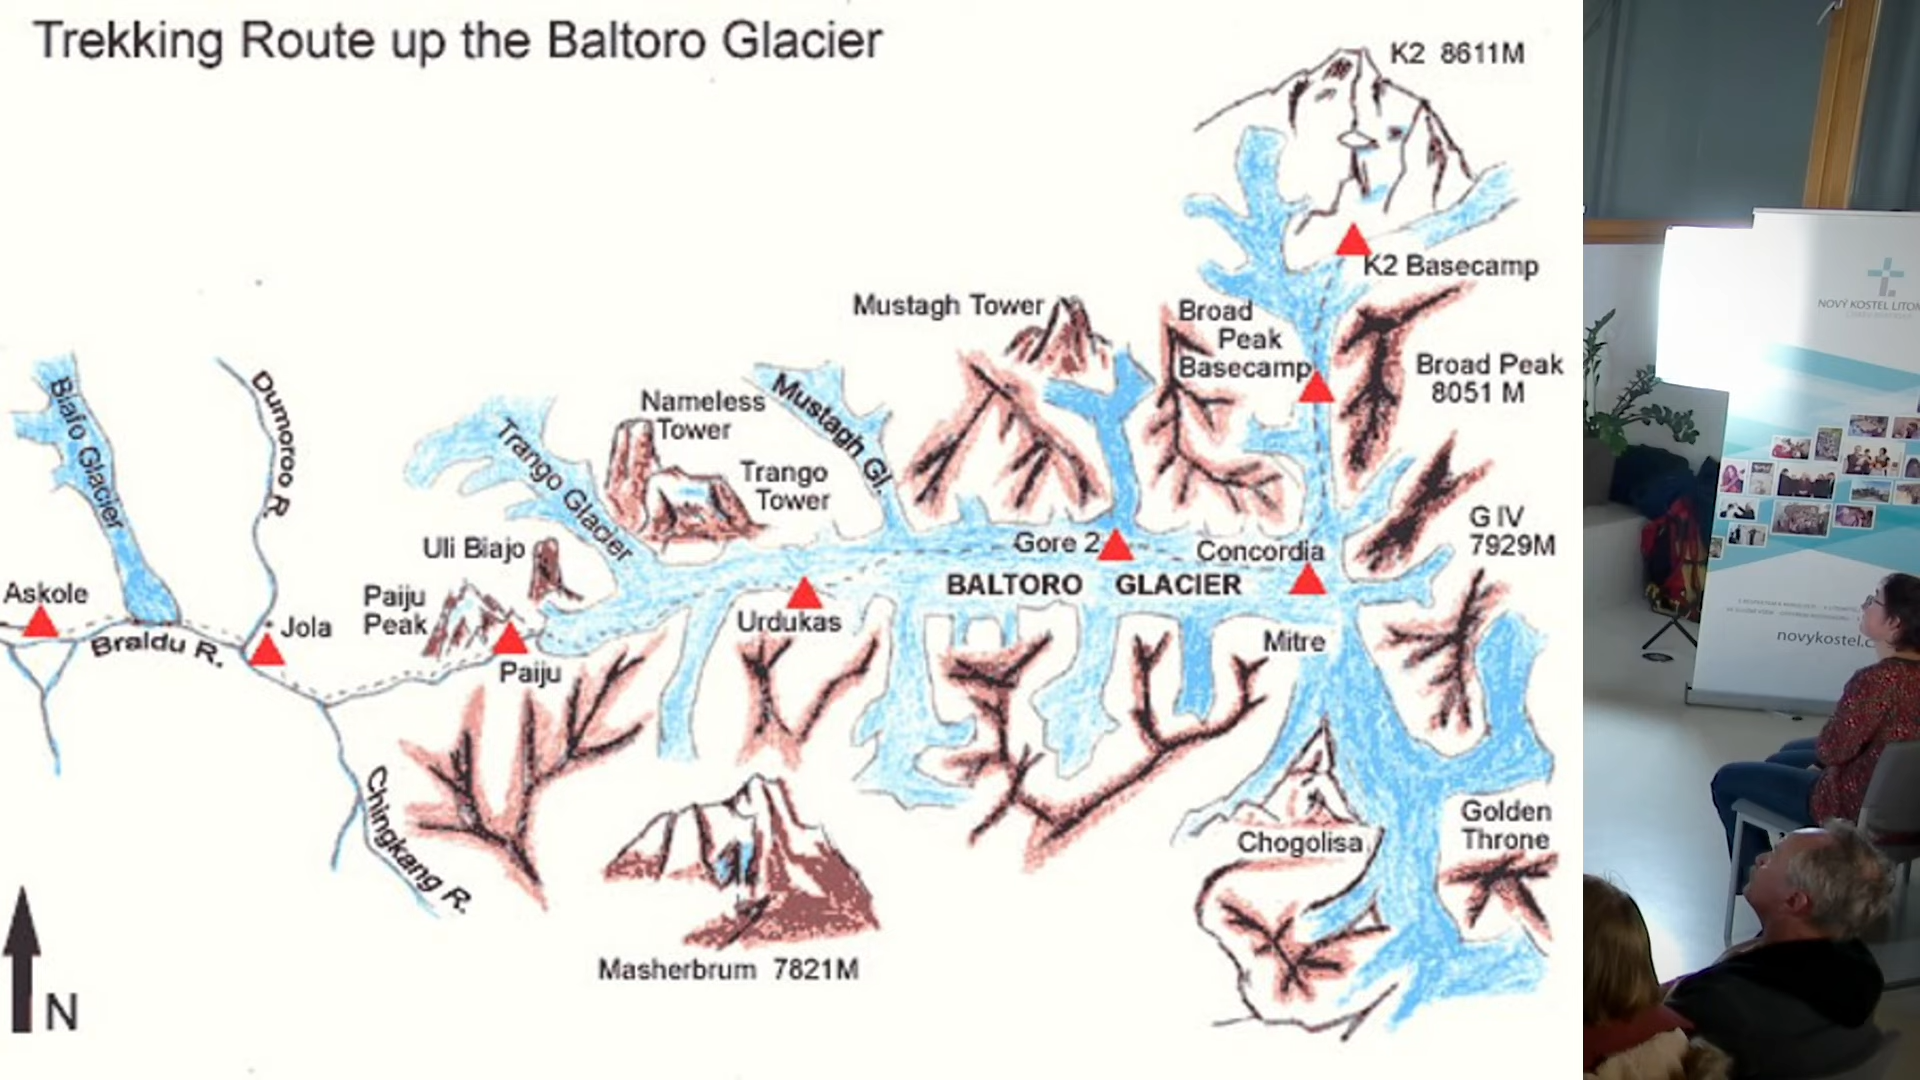 Trekking Route up the Baltoro Glacier
K2 8611M
K2 Basecamp
Mustagh Tower
Broad
Peak
Basecamp
Broad Peak
8051 M
Biafo Glacier
Dumoroo R.
Nameless
Tower
Mustagh Gl.
Trango
Tower
Trango Glacier
Uli Biajo
Gore 2
Concordia
G IV
7929M
BALTORO GLACIER
Askole
Paiju
Peak
Jola
Braldu R.
Urdukas
Mitre
Paiju
Chingkang R.
Golden
Throne
Chogolisa
Masherbrum 7821M
N
NOVÝ KOSTEL
novykostel.c